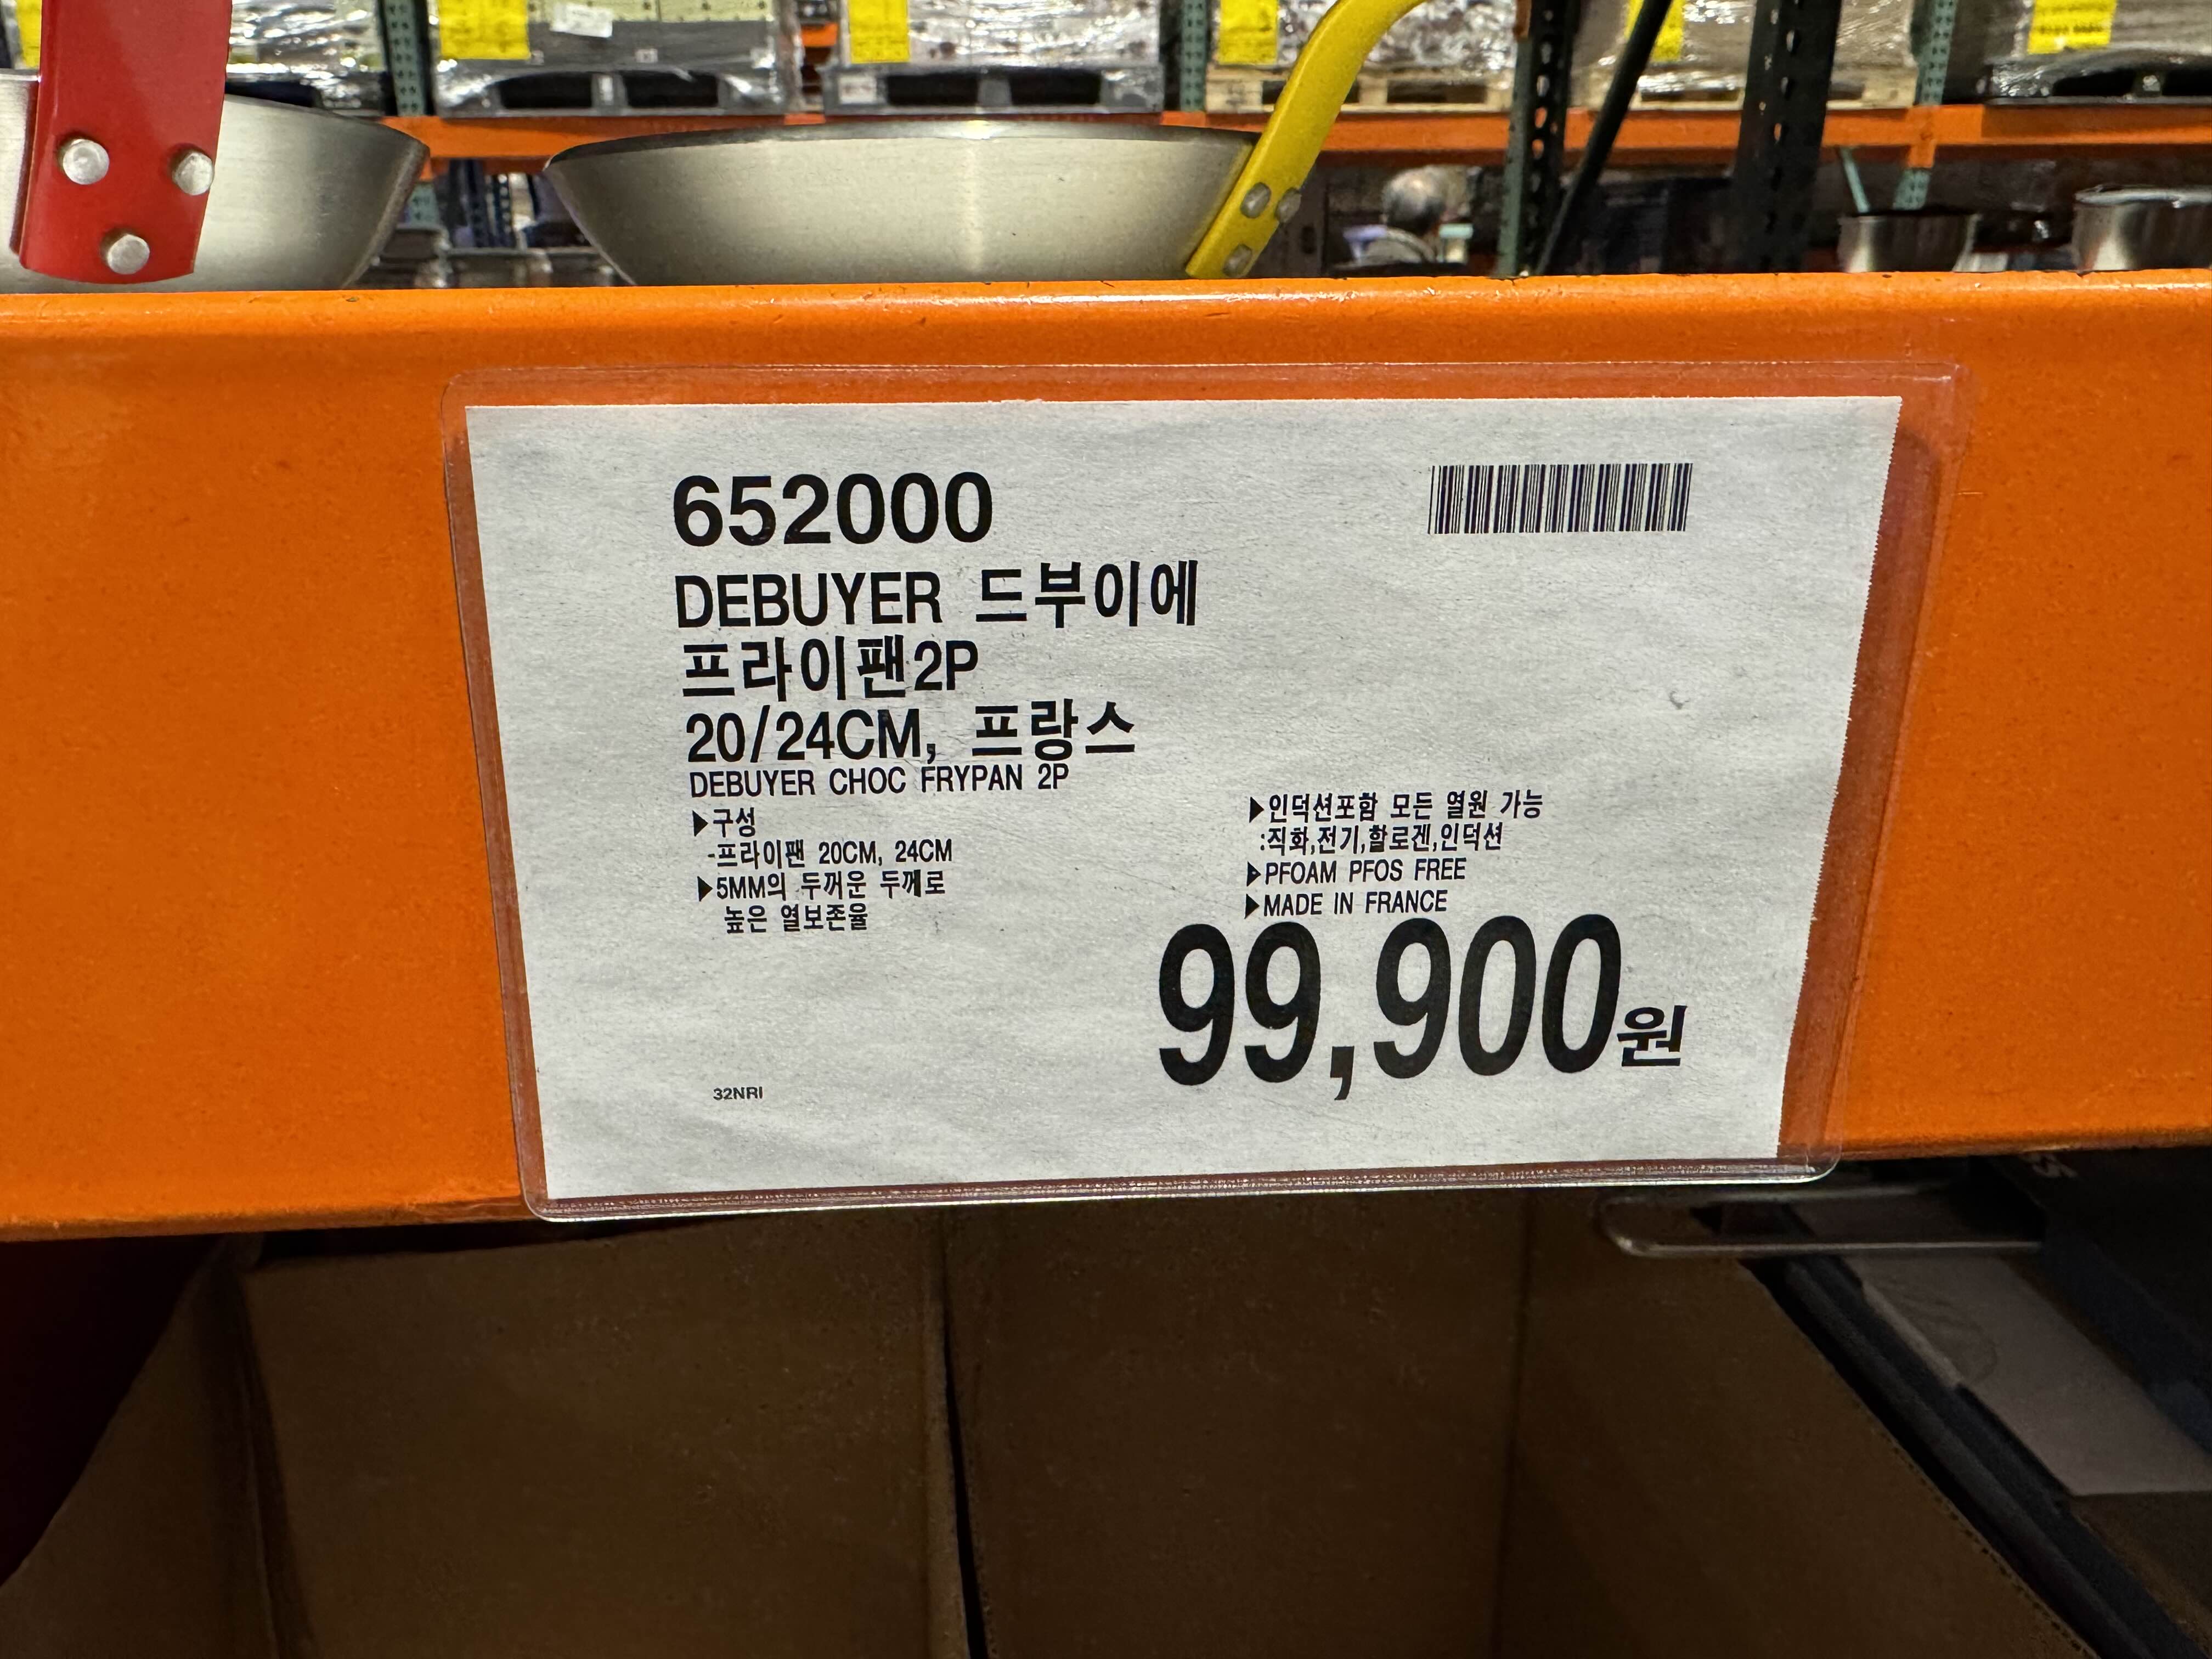 652000
DEBUYER 드부이에
프라이팬2P
20/24CM, 프랑스
DEBUYER CHOC FRYPAN 2P
▶구성
-프라이팬 20CM, 24CM
▶5MM의 두꺼운 두께로
높은 열보존율
▶인덕션포함 모든 열원 가능
:직화,전기,할로겐,인덕션
▶PFOAM PFOS FREE
▶MADE IN FRANCE
99,900원
32NRI